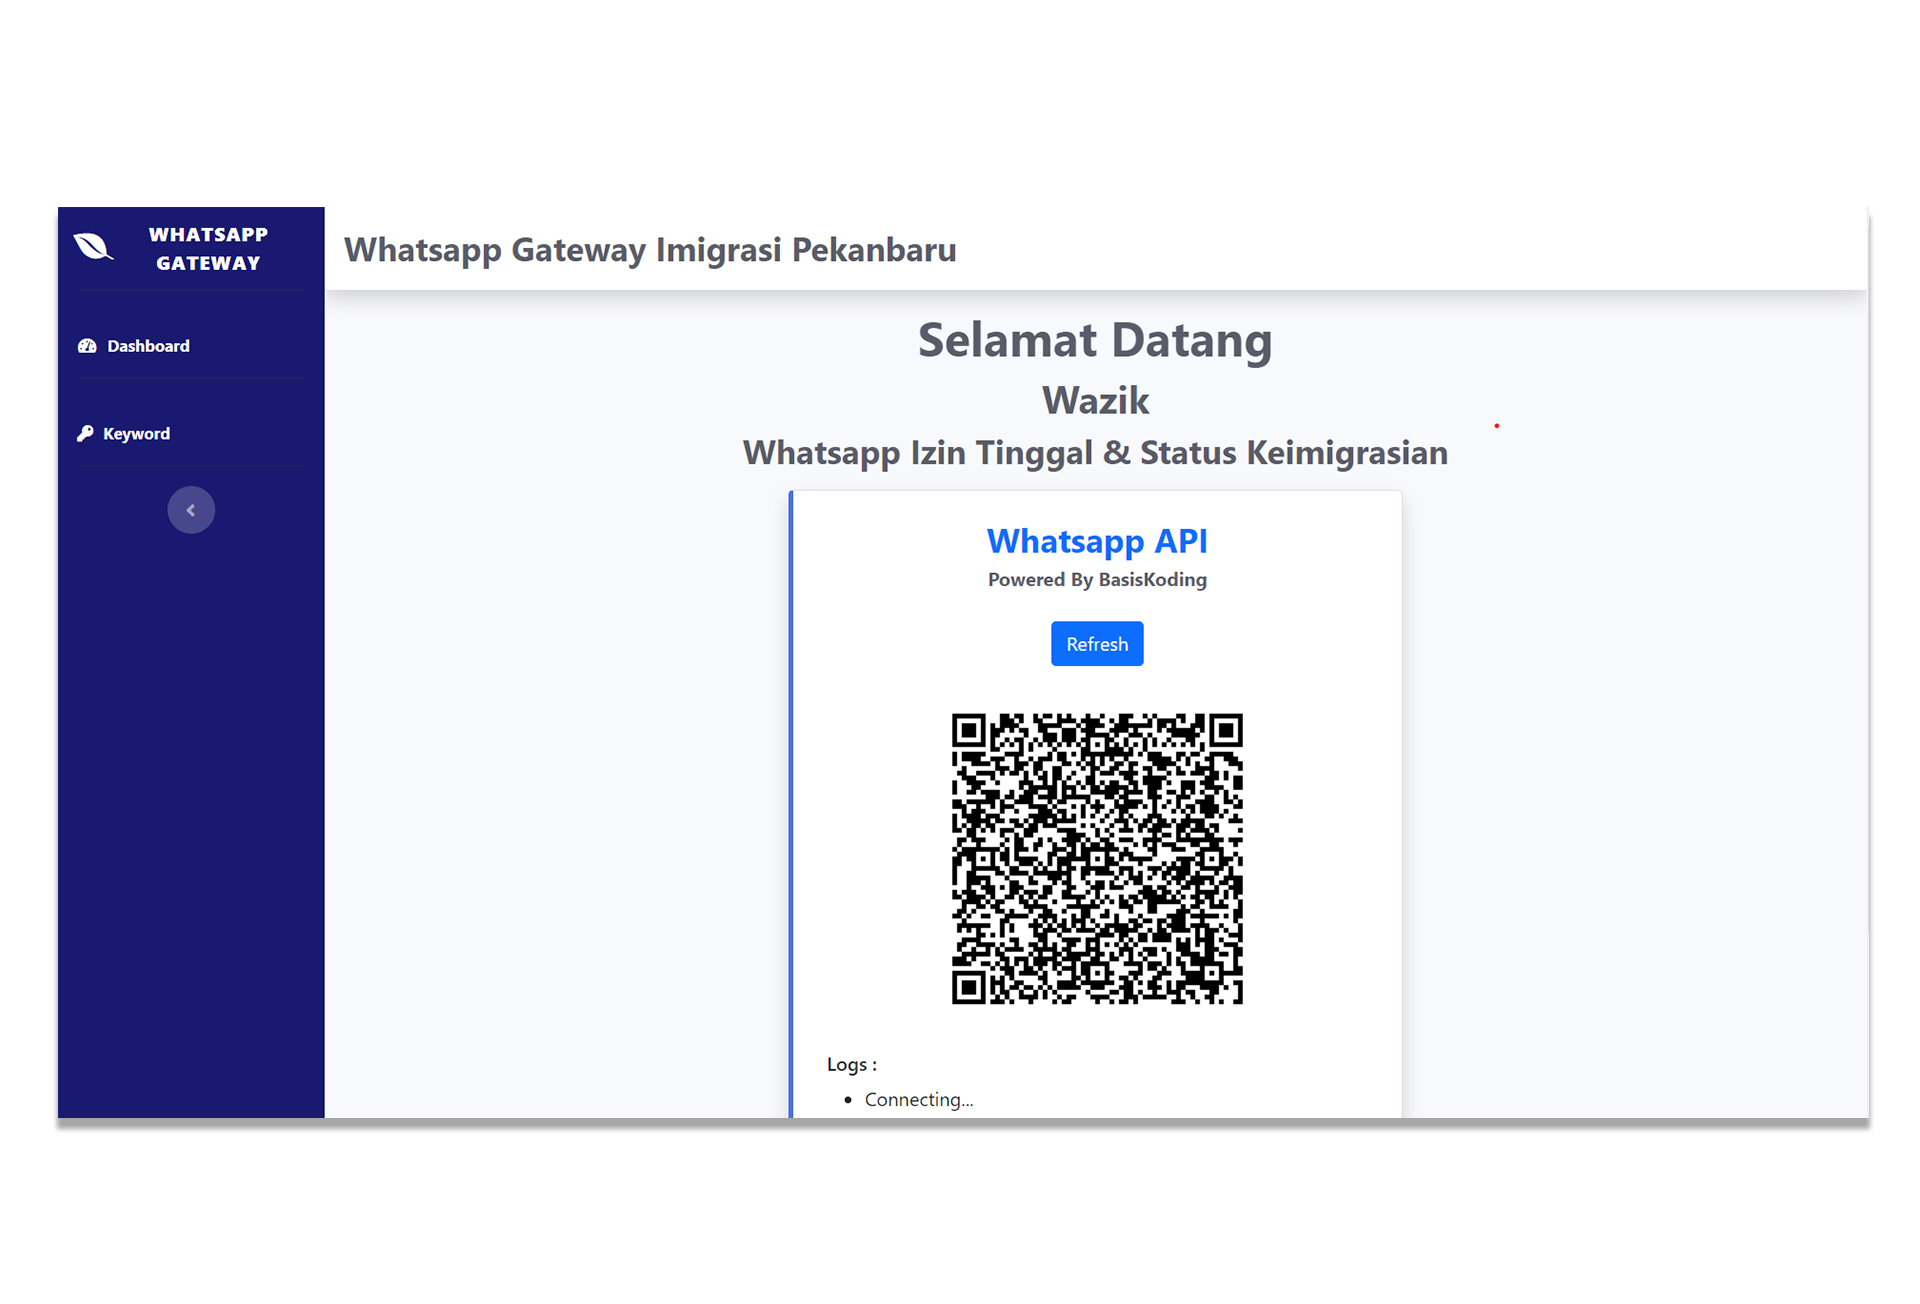 WHATSAPP
GATEWAY
Dashboard
Keyword
Whatsapp Gateway Imigrasi Pekanbaru
Selamat Datang
Wazik
Whatsapp Izin Tinggal & Status Keimigrasian
Whatsapp API
Powered By BasisKoding
Refresh
Logs :
Connecting...